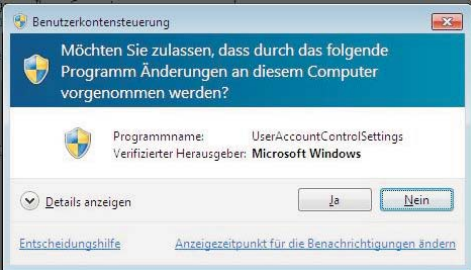 Benutzerkontensteuerung
Möchten Sie zulassen, dass durch das folgende
Programm Änderungen an diesem Computer
vorgenommen werden?
Programmname: UserAccountControlSettings
Verifizierter Herausgeber: Microsoft Windows
Details anzeigen Ja Nein
Entscheidungshilfe Anzeigezeitpunkt für die Benachrichtigungen ändern